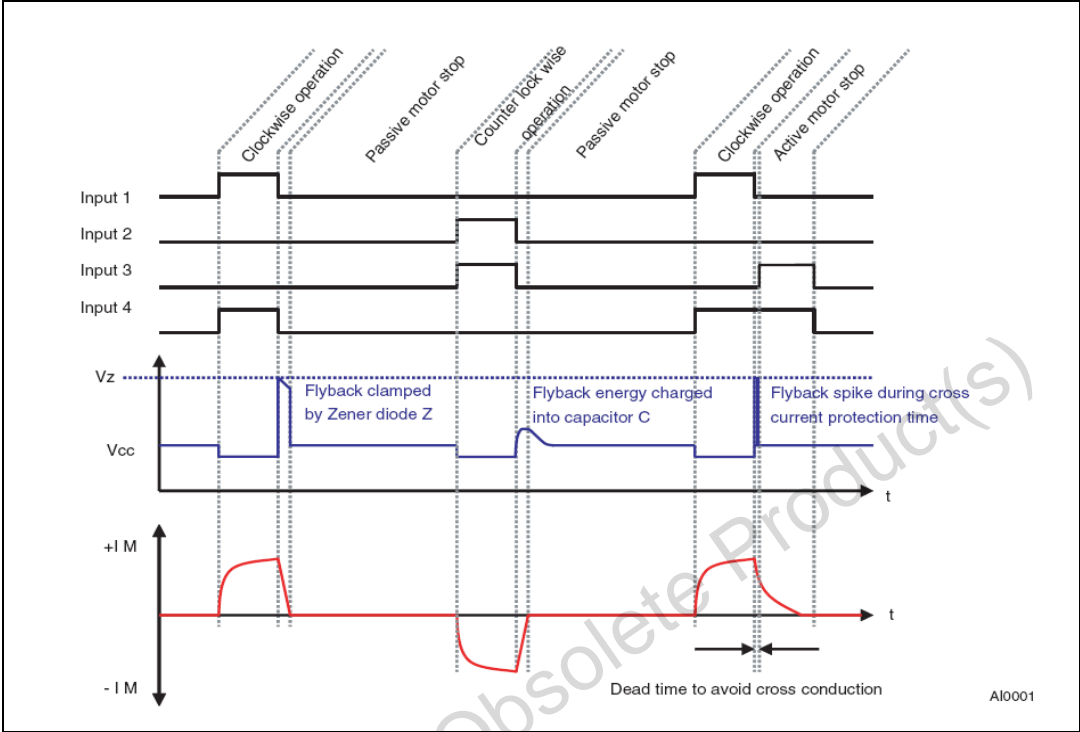 Clockwise operation
Passive motor stop
Counter lock wise
operation
Passive motor stop
Clockwise operation
Active motor stop
Input 1
Input 2
Input 3
Input 4
Vz
Flyback clamped
by Zener diode Z
Flyback energy charged
into capacitor C
Flyback spike during cross
current protection time
Vcc
t
+I M
t
- I M
Dead time to avoid cross conduction
AI0001
Obsolete Product(s)